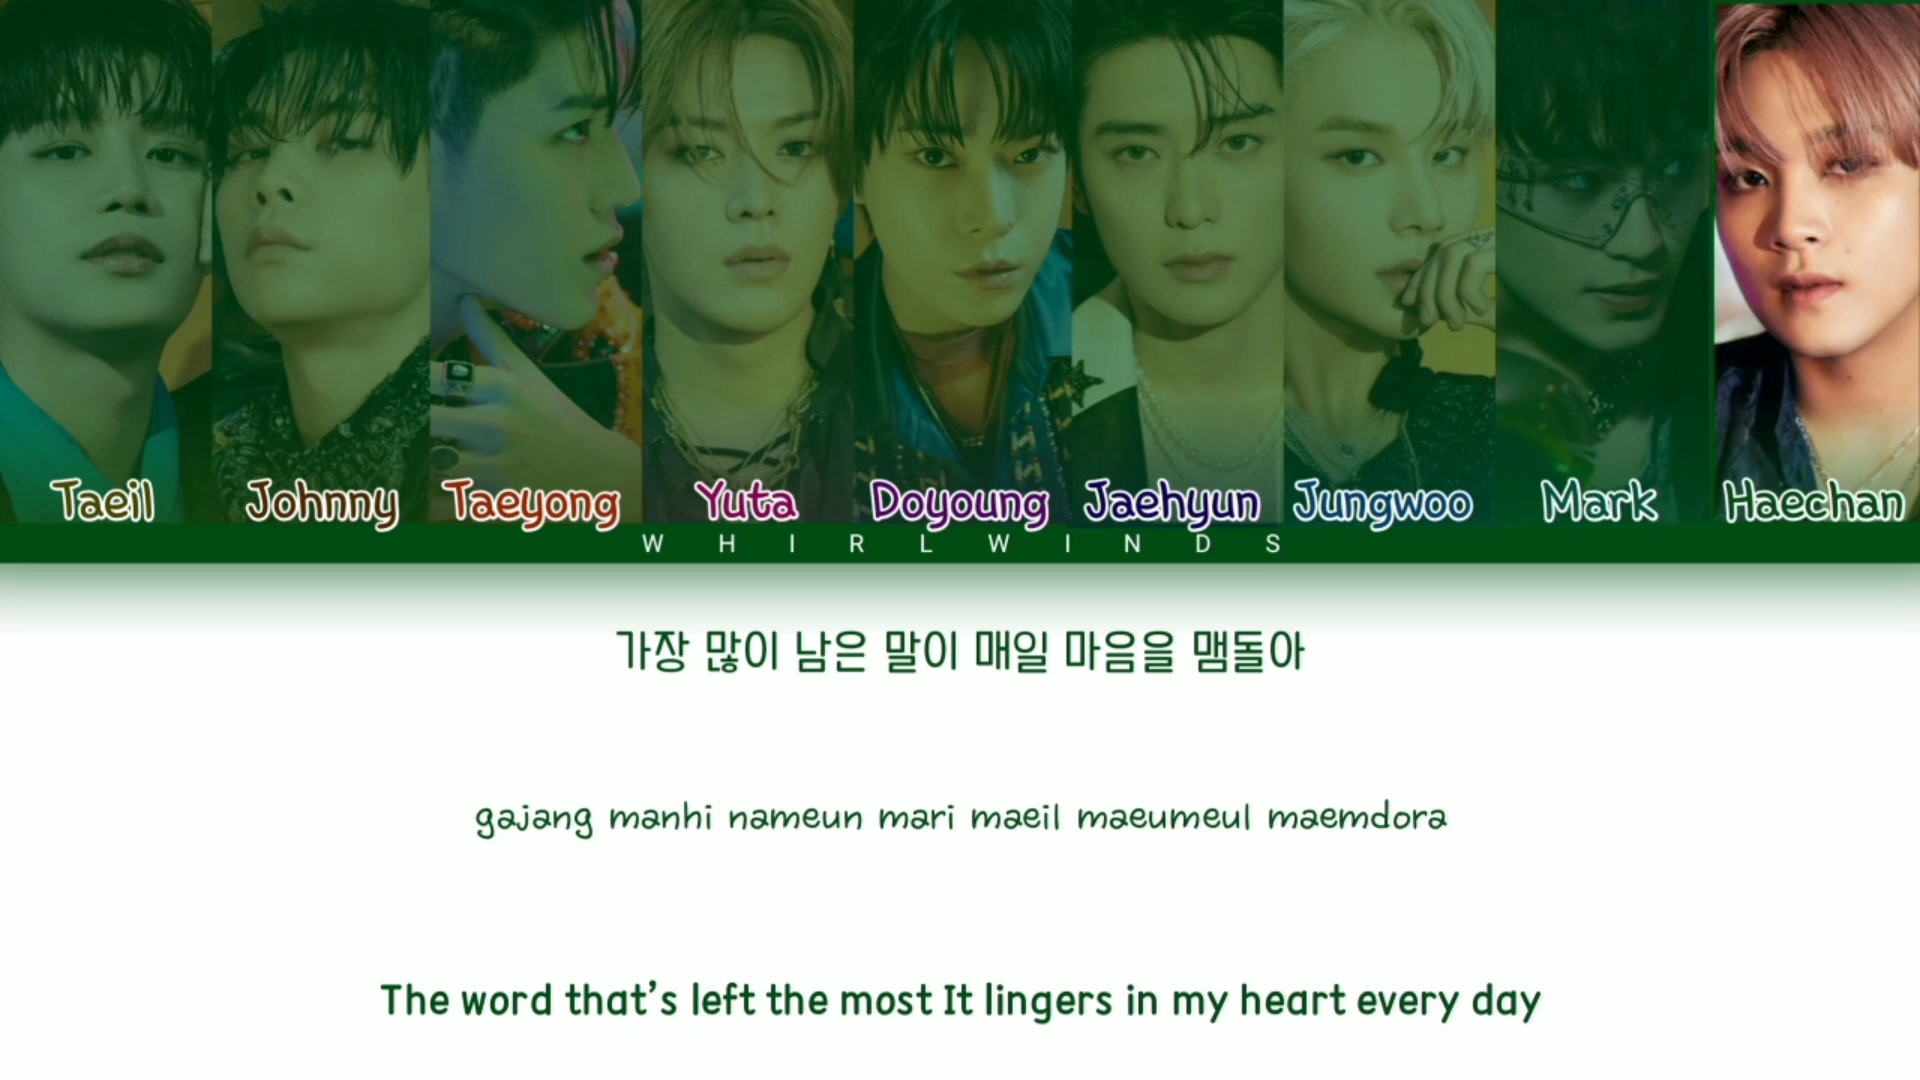 Taeil Johnny Taeyong Yuta Doyoung Jaehyun Jungwoo Mark Haechan
WHIRLWINDS
가장 많이 남은 말이 매일 마음을 맴돌아
gajang manhi nameun mari maeil maeumeul maemdora
The word that's left the most It lingers in my heart every day